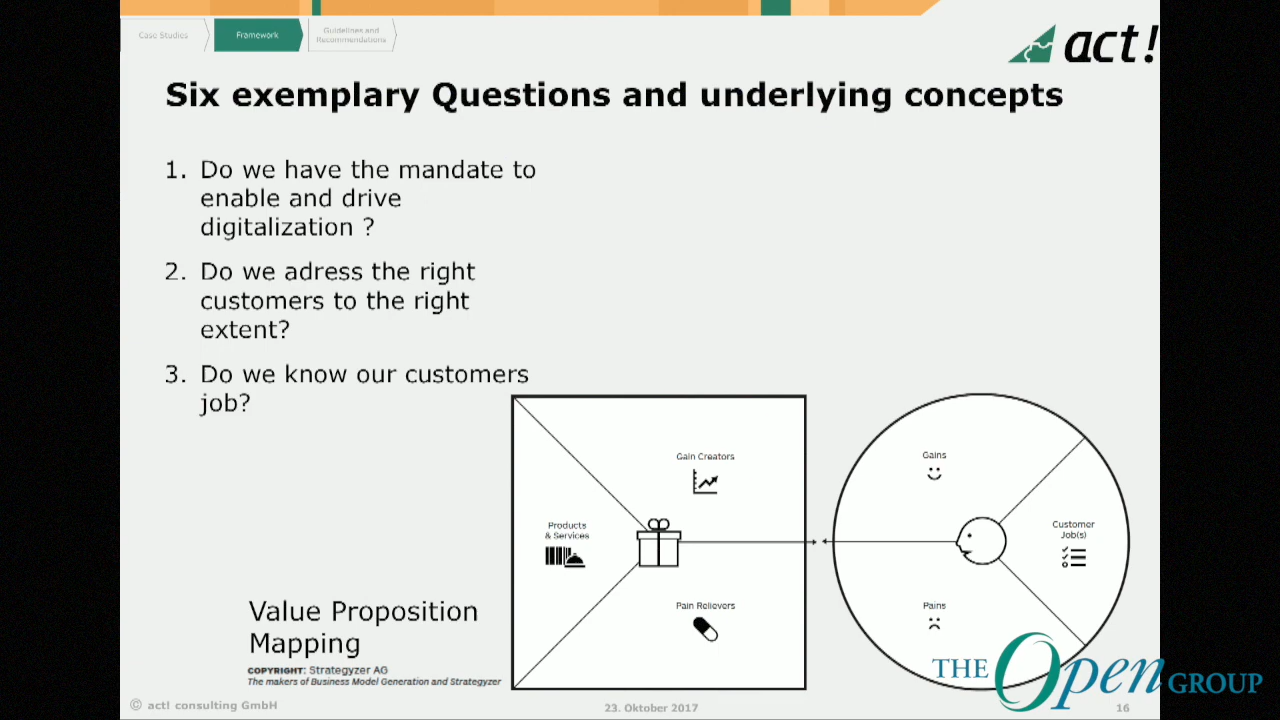 Case Studies
Framework
Guidelines and
Recommendations
act!
Six exemplary Questions and underlying concepts
1. Do we have the mandate to
enable and drive
digitalization ?
2. Do we adress the right
customers to the right
extent?
3. Do we know our customers
job?
Gain Creators
Products
& Services
Pain Relievers
Gains
Customer
Job(s)
Pains
Value Proposition
Mapping
COPYRIGHT: Strategyzer AG
The makers of Business Model Generation and Strategyzer
THE Open GROUP
© act! consulting GmbH
23. Oktober 2017
16